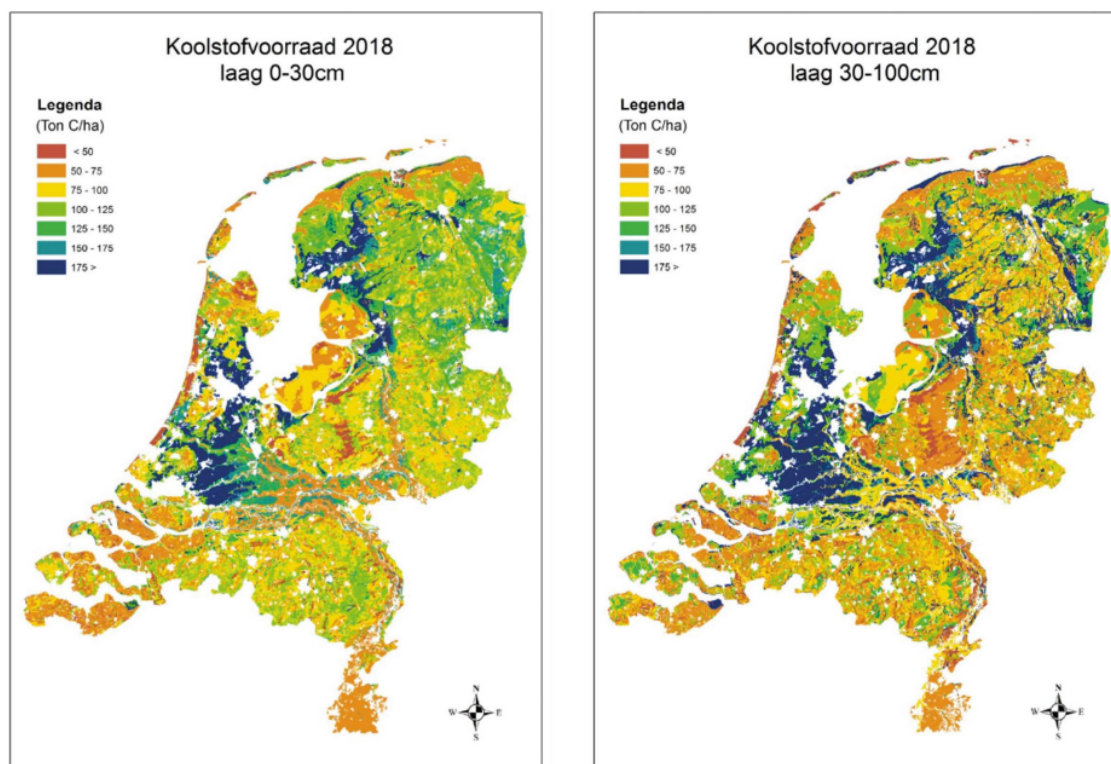 Koolstofvoorraad 2018
laag 0-30cm
Legenda
(Ton C/ha)
< 50
50 - 75
75 - 100
100 - 125
125 - 150
150 - 175
175 >
N
W E
S
Koolstofvoorraad 2018
laag 30-100cm
Legenda
(Ton C/ha)
< 50
50 - 75
75 - 100
100 - 125
125 - 150
150 - 175
175 >
N
W E
S